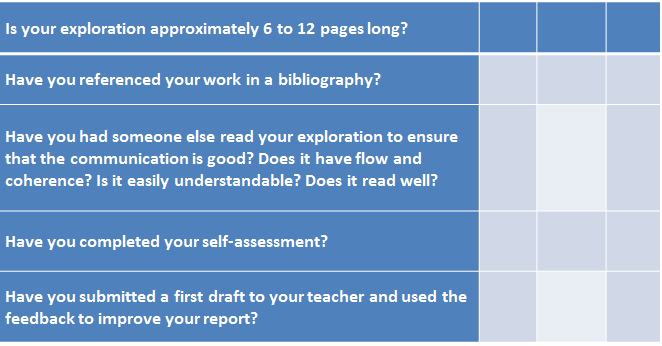 Is your exploration approximately 6 to 12 pages long?
Have you referenced your work in a bibliography?
Have you had someone else read your exploration to ensure
that the communication is good? Does it have flow and
coherence? Is it easily understandable? Does it read well?
Have you completed your self-assessment?
Have you submitted a first draft to your teacher and used the
feedback to improve your report?